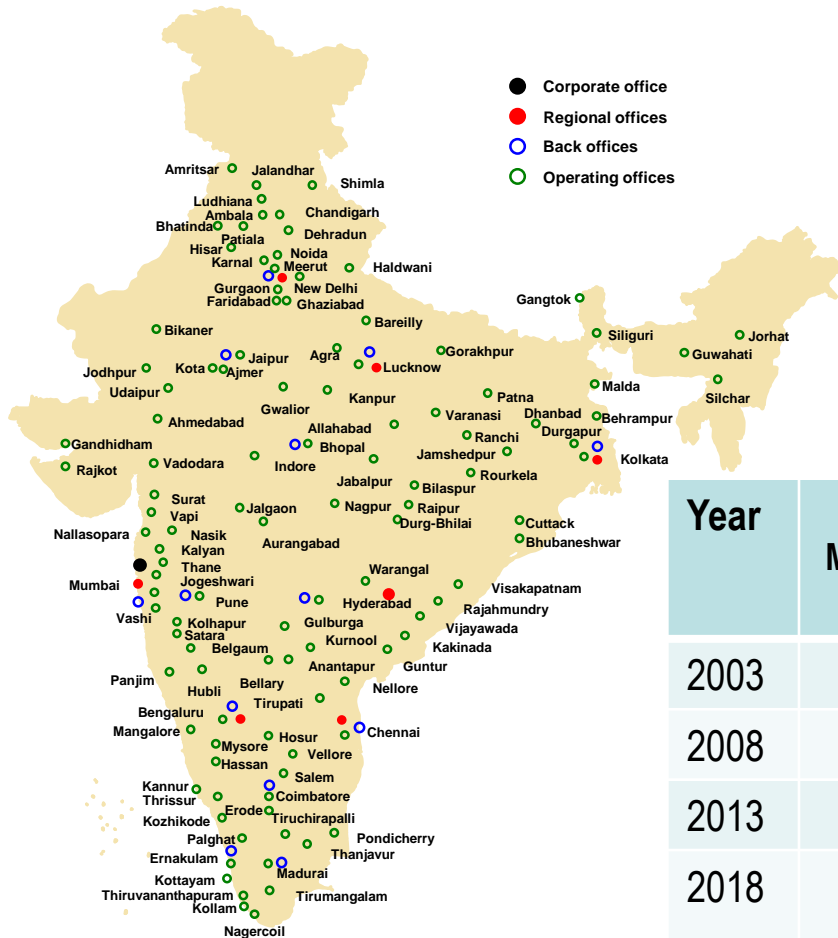 Corporate office
Regional offices
Back offices
Operating offices
Amritsar
Jalandhar
Shimla
Ludhiana
Ambala
Chandigarh
Bhatinda
Patiala
Dehradun
Hisar
Noida
Karnal
Meerut
Haldwani
Gurgaon
New Delhi
Faridabad
Ghaziabad
Gangtok
Bareilly
Bikaner
Siliguri
Jorhat
Agra
Gorakhpur
Guwahati
Jaipur
Jodhpur
Kota
Ajmer
Lucknow
Silchar
Udaipur
Malda
Gwalior
Kanpur
Patna
Ahmedabad
Varanasi
Dhanbad
Behrampur
Allahabad
Ranchi
Durgapur
Gandhidham
Bhopal
Jamshedpur
Kolkata
Rajkot
Vadodara
Indore
Rourkela
Jabalpur
Bilaspur
Surat
Jalgaon
Nagpur
Raipur
Vapi
Durg-Bhilai
Cuttack
Nallasopara
Nasik
Aurangabad
Bhubaneshwar
Kalyan
Thane
Warangal
Mumbai
Jogeshwari
Visakapatnam
Vashi
Pune
Hyderabad
Rajahmundry
Kolhapur
Gulburga
Vijayawada
Satara
Kurnool
Kakinada
Belgaum
Guntur
Panjim
Anantapur
Hubli
Bellary
Nellore
Tirupati
Bengaluru
Mangalore
Hosur
Chennai
Mysore
Vellore
Hassan
Salem
Kannur
Coimbatore
Thrissur
Erode
Kozhikode
Tiruchirapalli
Palghat
Pondicherry
Thanjavur
Ernakulam
Madurai
Kottayam
Thiruvananthapuram
Tirumangalam
Kollam
Nagercoil
Year
M
2003
2008
2013
2018